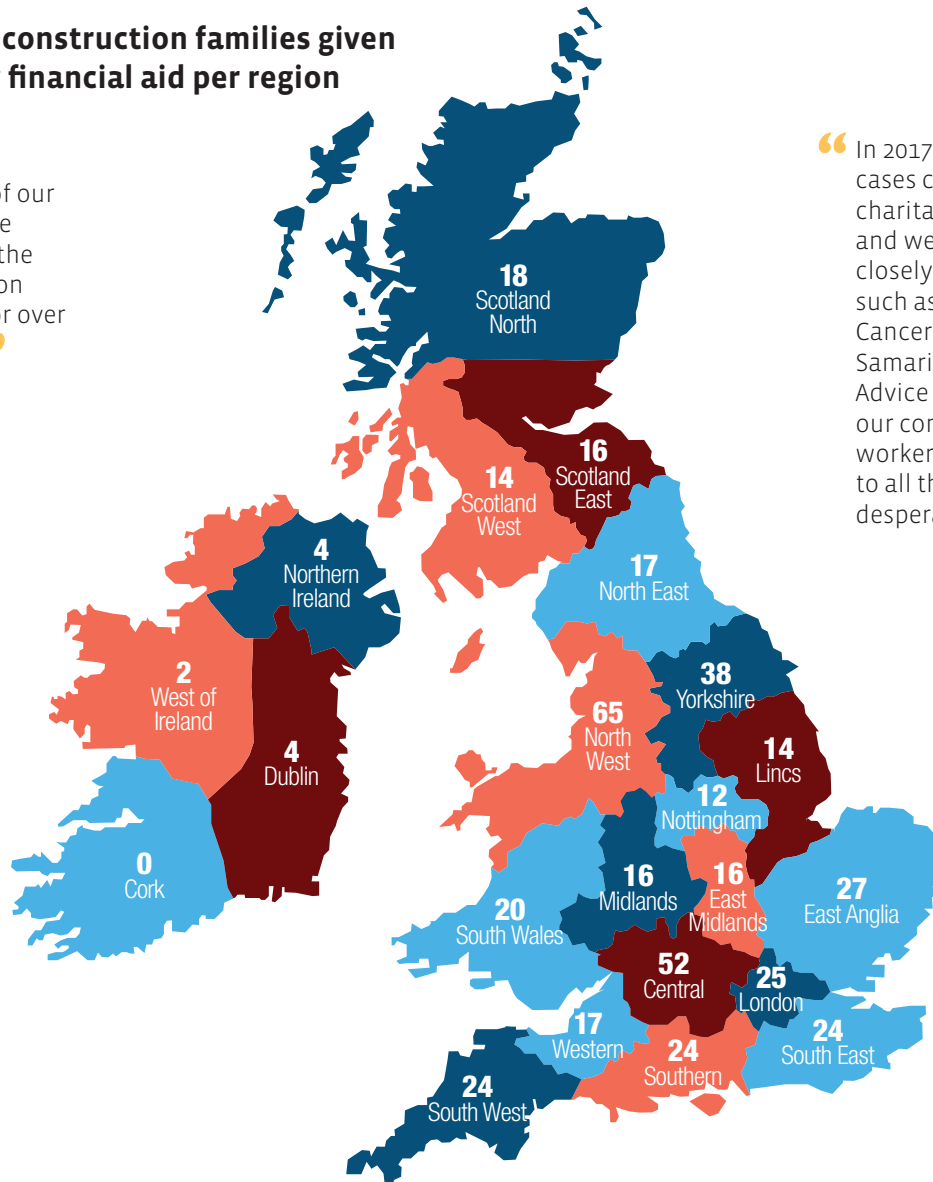 construction families given
financial aid per region
of our
e
the
on
or over
”
“ In 2017
cases c
charita
and we
closely
such as
Cancer
Samari
Advice
our con
worker
to all th
despera
18
Scotland
North
16
Scotland
East
14
Scotland
West
17
North East
4
Northern
Ireland
2
West of
Ireland
4
Dublin
0
Cork
38
Yorkshire
65
North
West
14
Lincs
12
Nottingham
16
Midlands
16
East
Midlands
27
East Anglia
20
South Wales
52
Central
25
London
17
Western
24
Southern
24
South East
24
South West